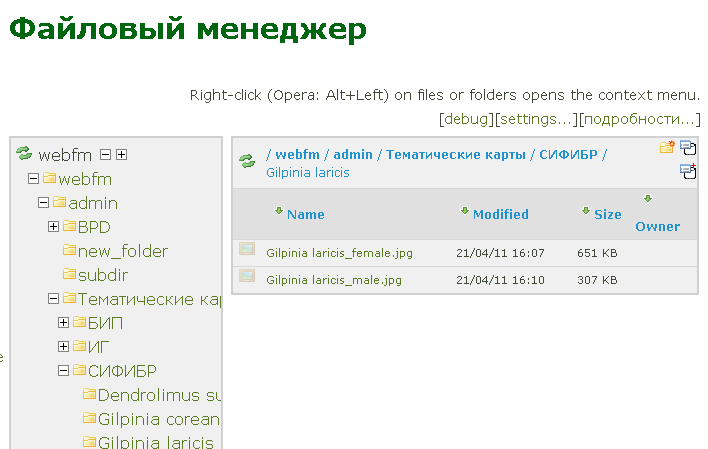 Файловый менеджер
Right-click (Opera: Alt+Left) on files or folders opens the context menu.
[debug][settings...][подробности...]
webfm
webfm
admin
BPD
new_folder
subdir
Тематические кар
БИП
ИГ
СИФИБР
Dendrolimus su
Gilpinia corean
Gilpinia laricis
е
/ webfm / admin / Тематические карты / СИФИБР /
Gilpinia laricis
Name Modified Size Owner
Gilpinia laricis_female.jpg 21/04/11 16:07 651 KB
Gilpinia laricis_male.jpg 21/04/11 16:10 307 KB